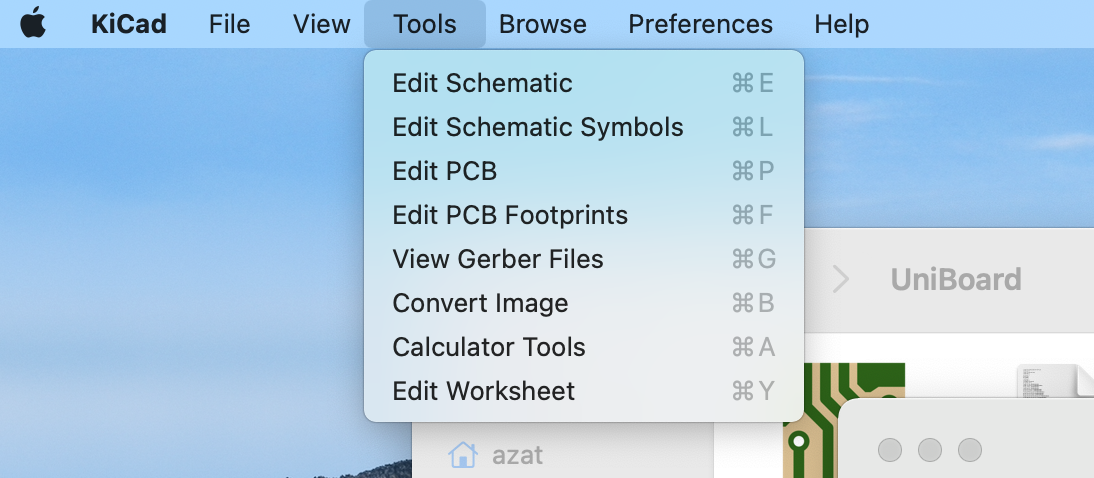 KiCad File View Tools Browse Preferences Help
Edit Schematic ⌘E
Edit Schematic Symbols ⌘L
Edit PCB ⌘P
Edit PCB Footprints ⌘F
View Gerber Files ⌘G
Convert Image ⌘B
Calculator Tools ⌘A
Edit Worksheet ⌘Y
UniBoard
azat